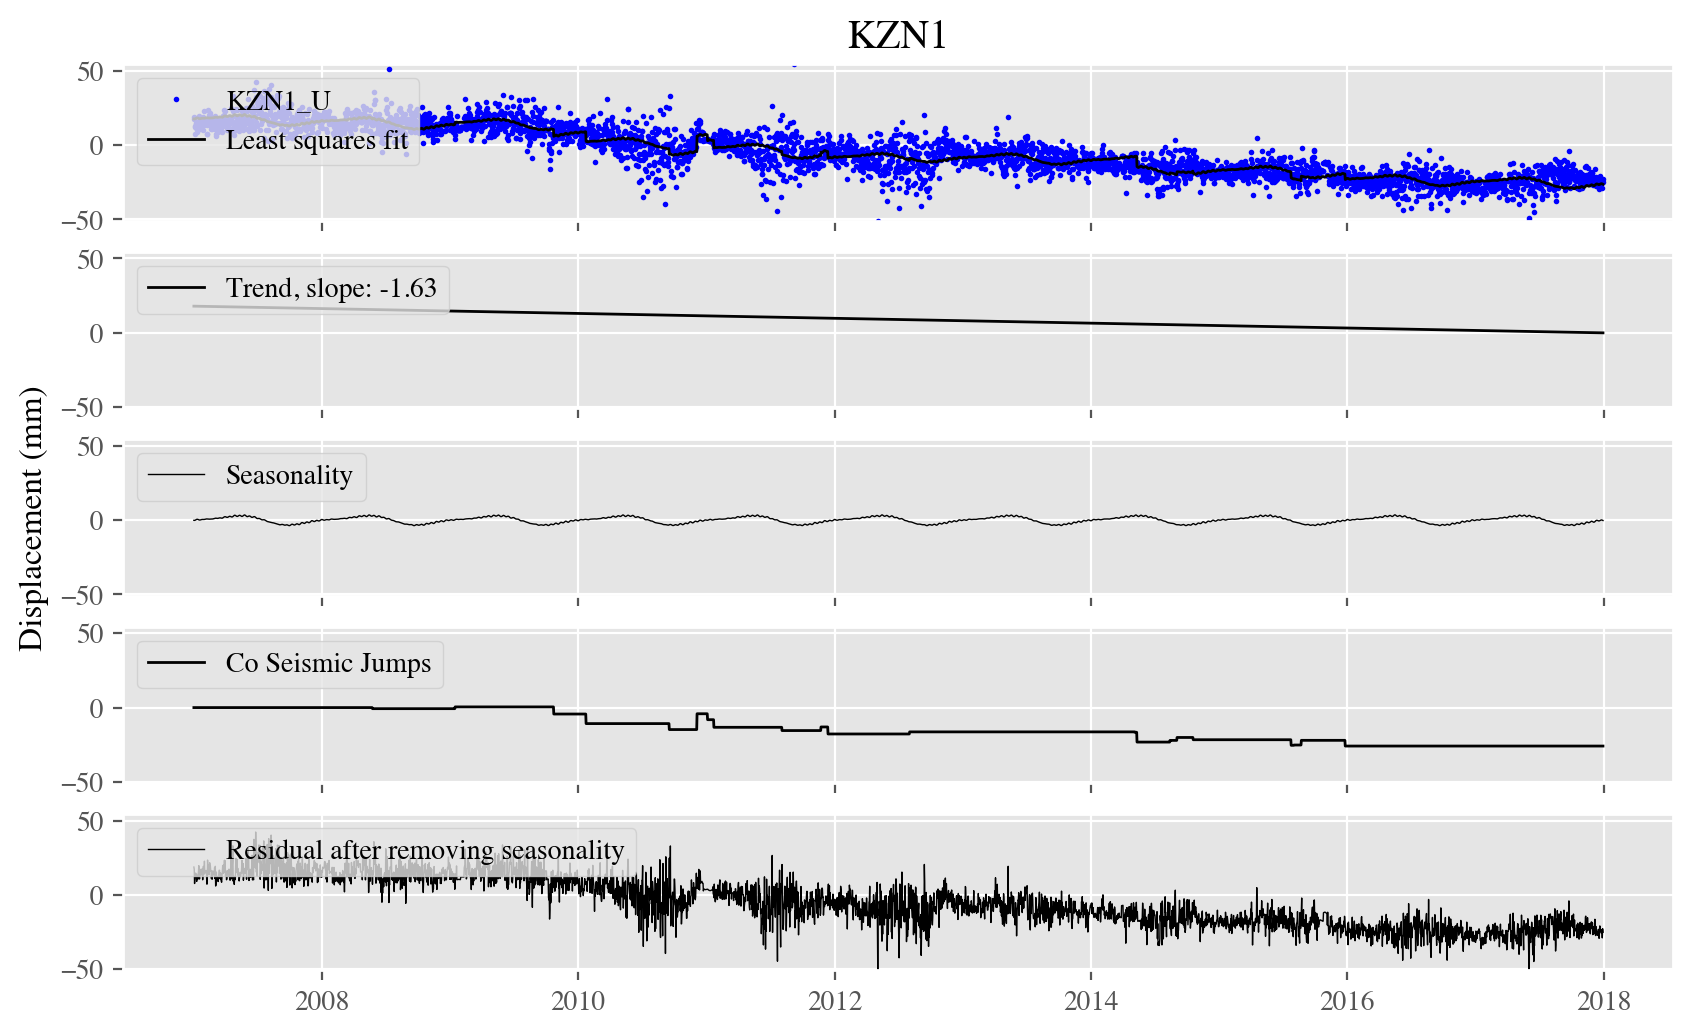 KZN1
Displacement (mm)
50
0
−50
KZN1_U
Least squares fit
50
0
−50
Trend, slope: -1.63
50
0
−50
Seasonality
50
0
−50
Co Seismic Jumps
50
0
−50
Residual after removing seasonality
2008 2010 2012 2014 2016 2018